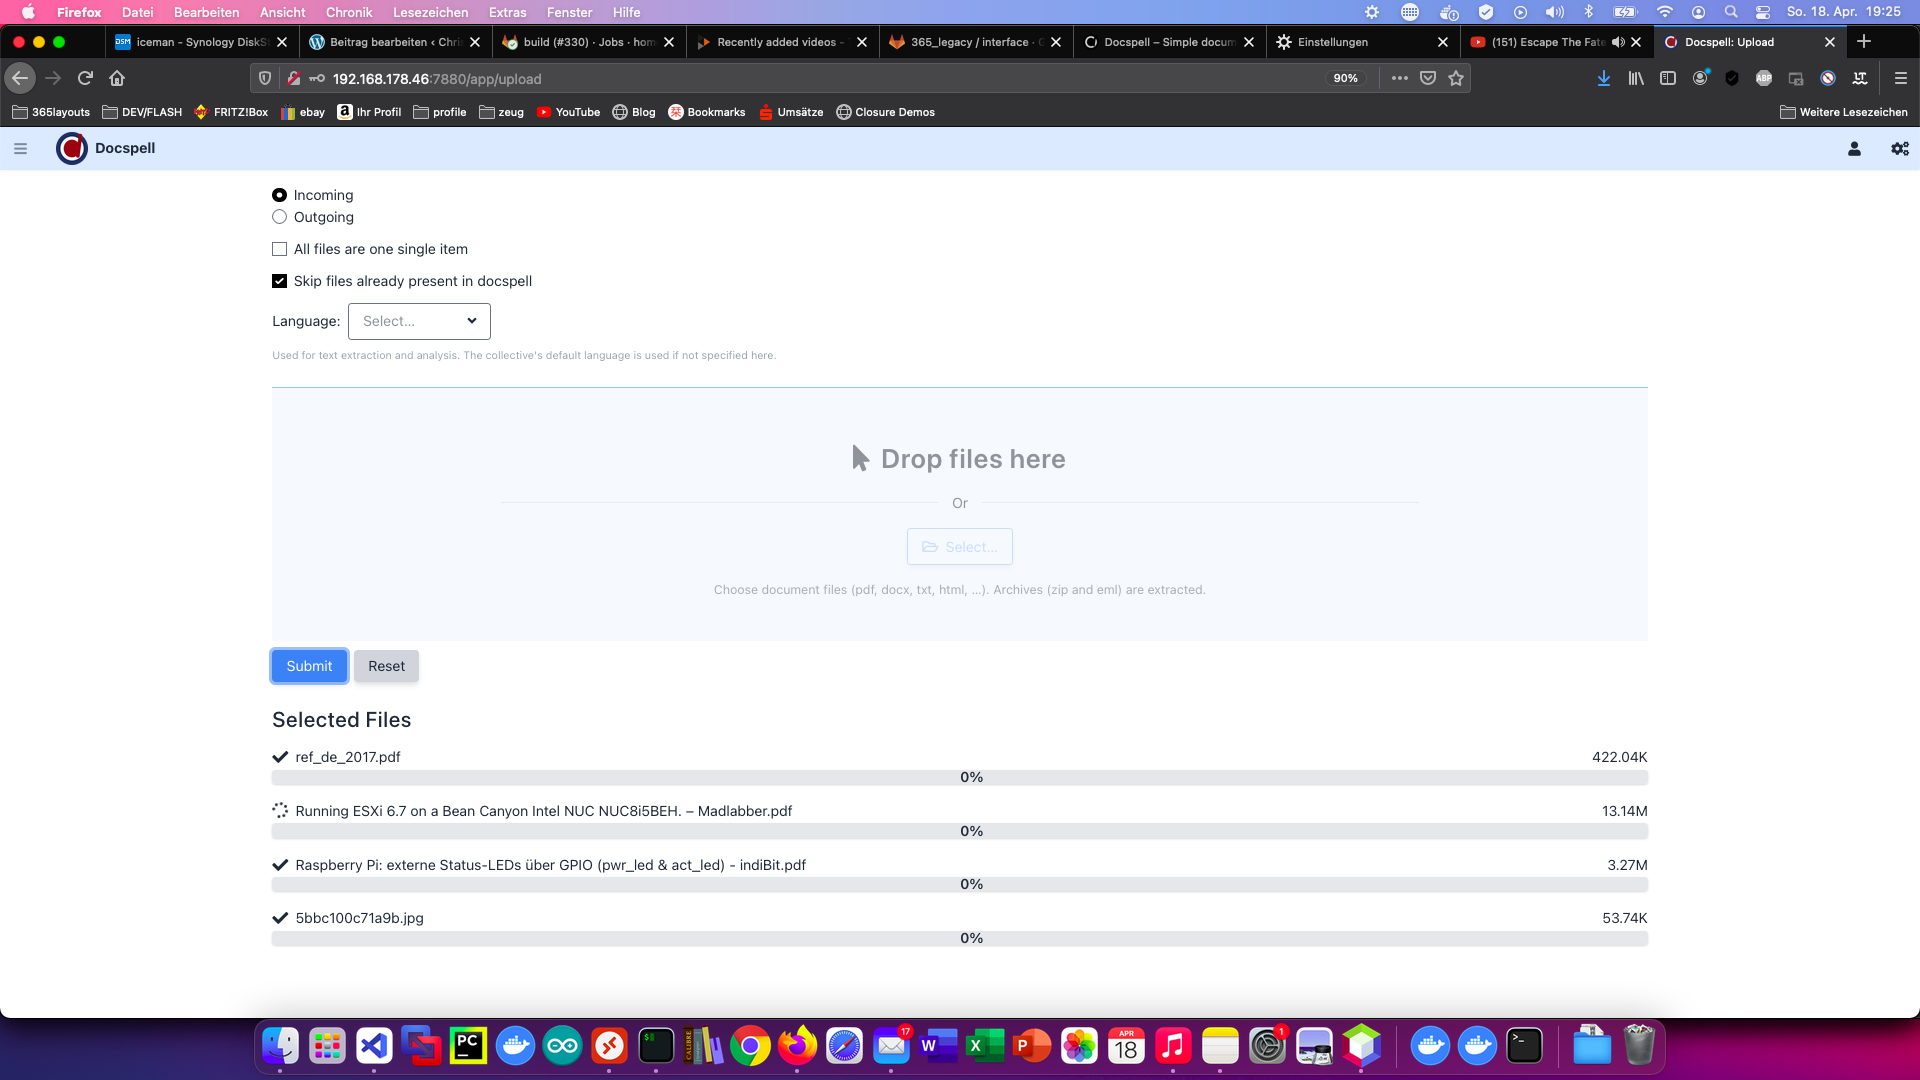 Firefox Datei Bearbeiten Ansicht Chronik Lesezeichen Extras Fenster Hilfe So. 18. Apr. 19:25
iceman - Synology DiskSt Beitrag bearbeiten ‹ Chris build (#330) · Jobs · hom Recently added videos - 365_legacy / interface · G Docspell – Simple docum Einstellungen (151) Escape The Fate Docspell: Upload
192.168.178.46:7880/app/upload 90%
365layouts DEV/FLASH FRITZ!Box ebay Ihr Profil profile zeug YouTube Blog Bookmarks Umsätze Closure Demos Weitere Lesezeichen
Docspell
Incoming
Outgoing
All files are one single item
Skip files already present in docspell
Language: Select...
Used for text extraction and analysis. The collective's default language is used if not specified here.
Drop files here
Or
Select...
Choose document files (pdf, docx, txt, html, …). Archives (zip and eml) are extracted.
Submit Reset
Selected Files
ref_de_2017.pdf 422.04K
0%
Running ESXi 6.7 on a Bean Canyon Intel NUC NUC8i5BEH. – Madlabber.pdf 13.14M
0%
Raspberry Pi: externe Status-LEDs über GPIO (pwr_led & act_led) - indiBit.pdf 3.27M
0%
5bbc100c71a9b.jpg 53.74K
0%
PC CALIBRE 17 W X P APR 18 1